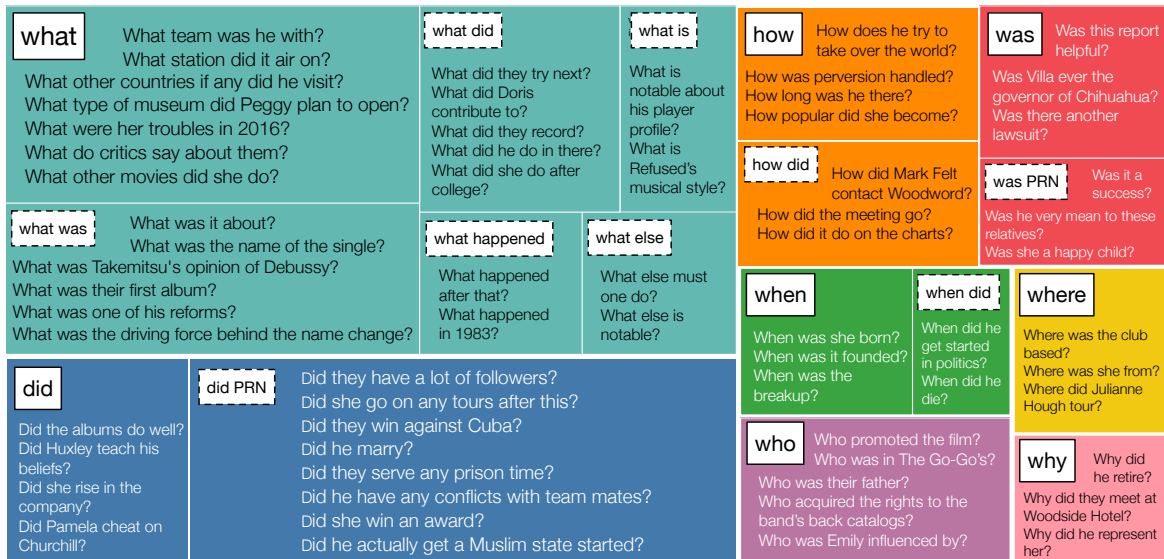 what
What team was he with?
What station did it air on?
What other countries if any did he visit?
What type of museum did Peggy plan to open?
What were her troubles in 2016?
What do critics say about them?
What other movies did she do?
what did
What did they try next?
What did Doris
contribute to?
What did they record?
What did he do in there?
What did she do after
college?
what is
What is
notable about
his player
profile?
What is
Refused's
musical style?
what was
What was it about?
What was the name of the single?
What was Takemitsu's opinion of Debussy?
What was their first album?
What was one of his reforms?
What was the driving force behind the name change?
what happened
What happened
after that?
What happened
in 1983?
what else
What else must
one do?
What else is
notable?
did
Did the albums do well?
Did Huxley teach his
beliefs?
Did she rise in the
company?
Did Pamela cheat on
Churchill?
did PRN
Did they have a lot of followers?
Did she go on any tours after this?
Did they win against Cuba?
Did he marry?
Did they serve any prison time?
Did he have any conflicts with team mates?
Did she win an award?
Did he actually get a Muslim state started?
how
How does he try to
take over the world?
How was perversion handled?
How long was he there?
How popular did she become?
how did
How did Mark Felt
contact Woodword?
How did the meeting go?
How did it do on the charts?
was
Was this report
helpful?
Was Villa ever the
governor of Chihuahua?
Was there another
lawsuit?
was PRN
Was it a
success?
Was he very mean to these
relatives?
Was she a happy child?
when
When was she born?
When was it founded?
When was the
breakup?
when did
When did he
get started
in politics?
When did he
die?
where
Where was the club
based?
Where was she from?
Where did Julianne
Hough tour?
who
Who promoted the film?
Who was in The Go-Go's?
Who was their father?
Who acquired the rights to the
band's back catalogs?
Who was Emily influenced by?
why
Why did
he retire?
Why did they meet at
Woodside Hotel?
Why did he represent
her?